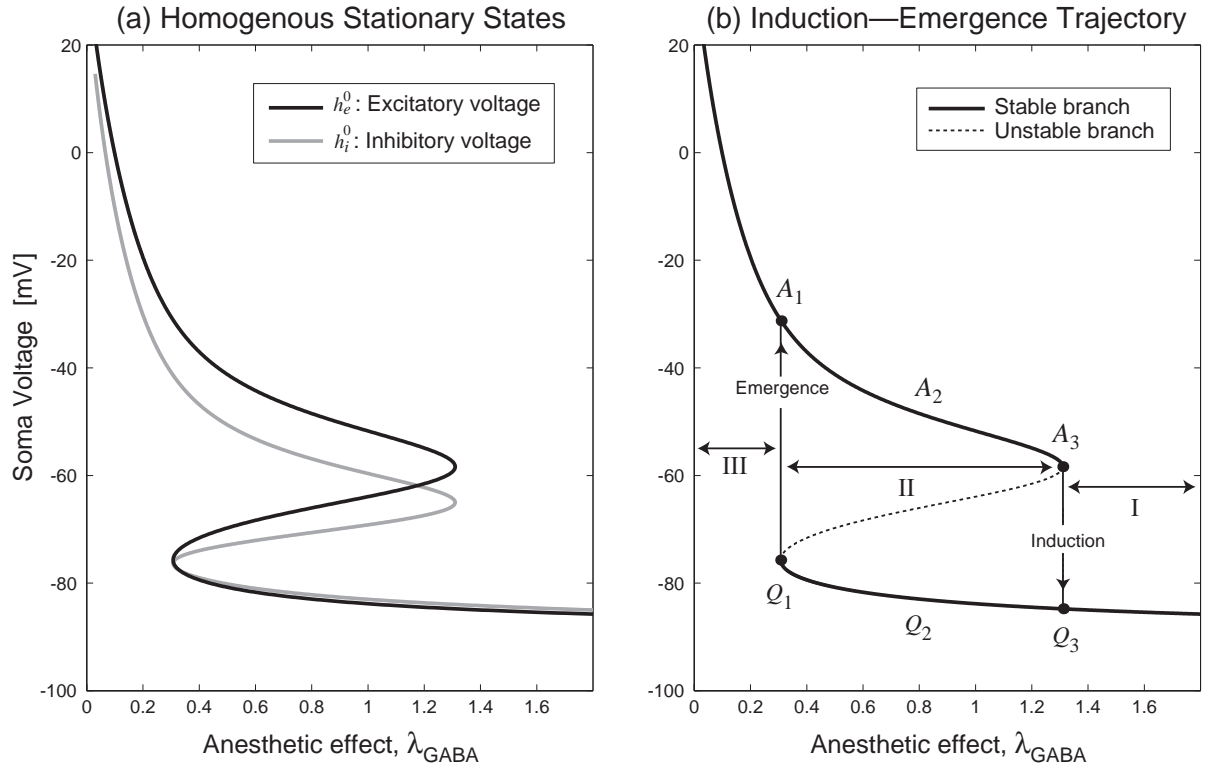 (a) Homogenous Stationary States
20
0
-20
-40
-60
-80
-100
0 0.2 0.4 0.6 0.8 1 1.2 1.4 1.6
Soma Voltage [mV]
Anesthetic effect, λ_GABA
h_e^0: Excitatory voltage
h_i^0: Inhibitory voltage
(b) Induction—Emergence Trajectory
20
0
-20
-40
-60
-80
-100
0 0.2 0.4 0.6 0.8 1 1.2 1.4 1.6
Anesthetic effect, λ_GABA
Stable branch
Unstable branch
A_1
Emergence
A_2
A_3
III
II
I
Induction
Q_1
Q_2
Q_3